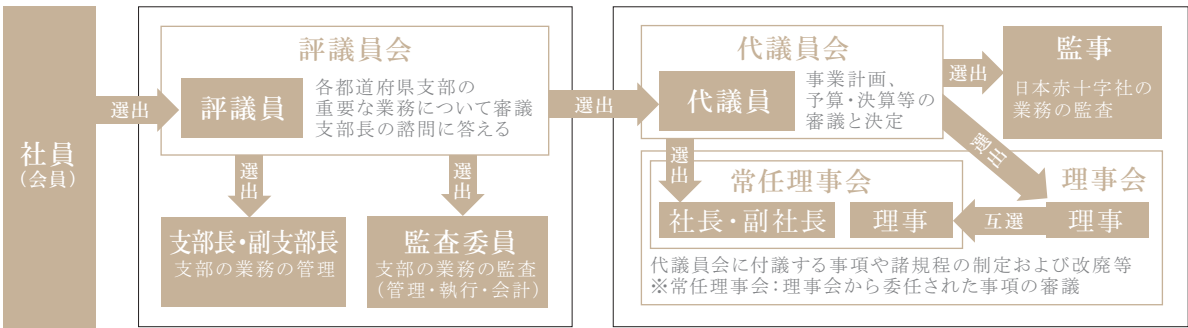 社員
(会員)
選出
評議員会
評議員
各都道府県支部の
重要な業務について審議
支部長の諮問に答える
選出
選出
支部長・副支部長
支部の業務の管理
監査委員
支部の業務の監査
(管理・執行・会計)
選出
代議員会
代議員
事業計画、
予算・決算等の
審議と決定
選出
監事
日本赤十字社の
業務の監査
選出
選出
常任理事会
社長・副社長
理事
互選
理事会
理事
代議員会に付議する事項や諸規程の制定および改廃等
※常任理事会：理事会から委任された事項の審議